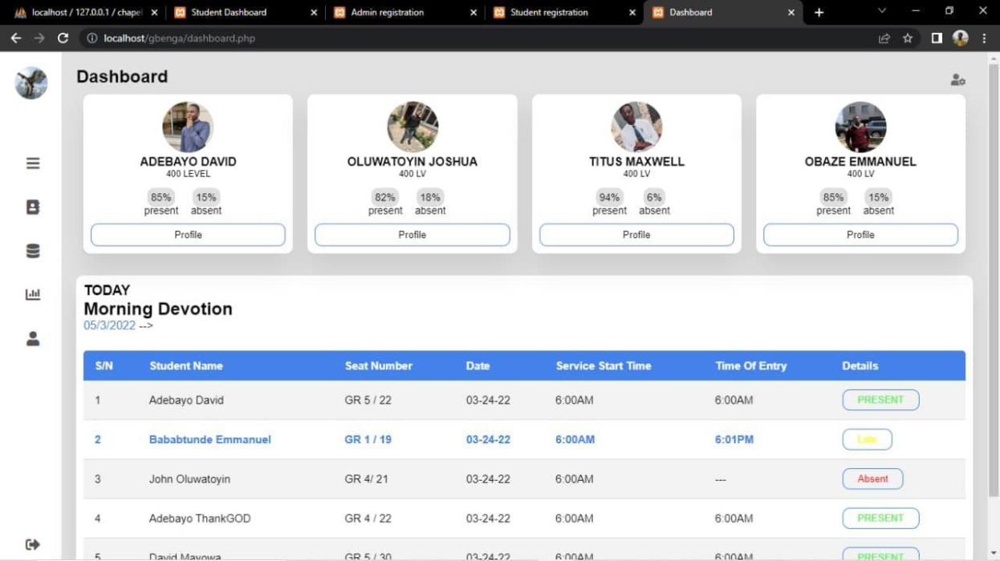 localhost / 127.0.0.1 / chapel
Student Dashboard
Admin registration
Student registration
Dashboard
localhost/gbenga/dashboard.php
Dashboard
ADEBAYO DAVID
400 LEVEL
85% 15%
present absent
Profile
OLUWATOYIN JOSHUA
400 LV
82% 18%
present absent
Profile
TITUS MAXWELL
400 LV
94% 6%
present absent
Profile
OBAZE EMMANUEL
400 LV
85% 15%
present absent
Profile
TODAY
Morning Devotion
05/3/2022 -->
S/N Student Name Seat Number Date Service Start Time Time Of Entry Details
1 Adebayo David GR 5 / 22 03-24-22 6:00AM 6:00AM PRESENT
2 Bababtunde Emmanuel GR 1 / 19 03-24-22 6:00AM 6:01PM Late
3 John Oluwatoyin GR 4/ 21 03-24-22 6:00AM --- Absent
4 Adebayo ThankGOD GR 4 / 22 03-24-22 6:00AM 6:00AM PRESENT
5 David Mayowa GR 5 / 30 03-24-22 6:00AM 6:00AM PRESENT